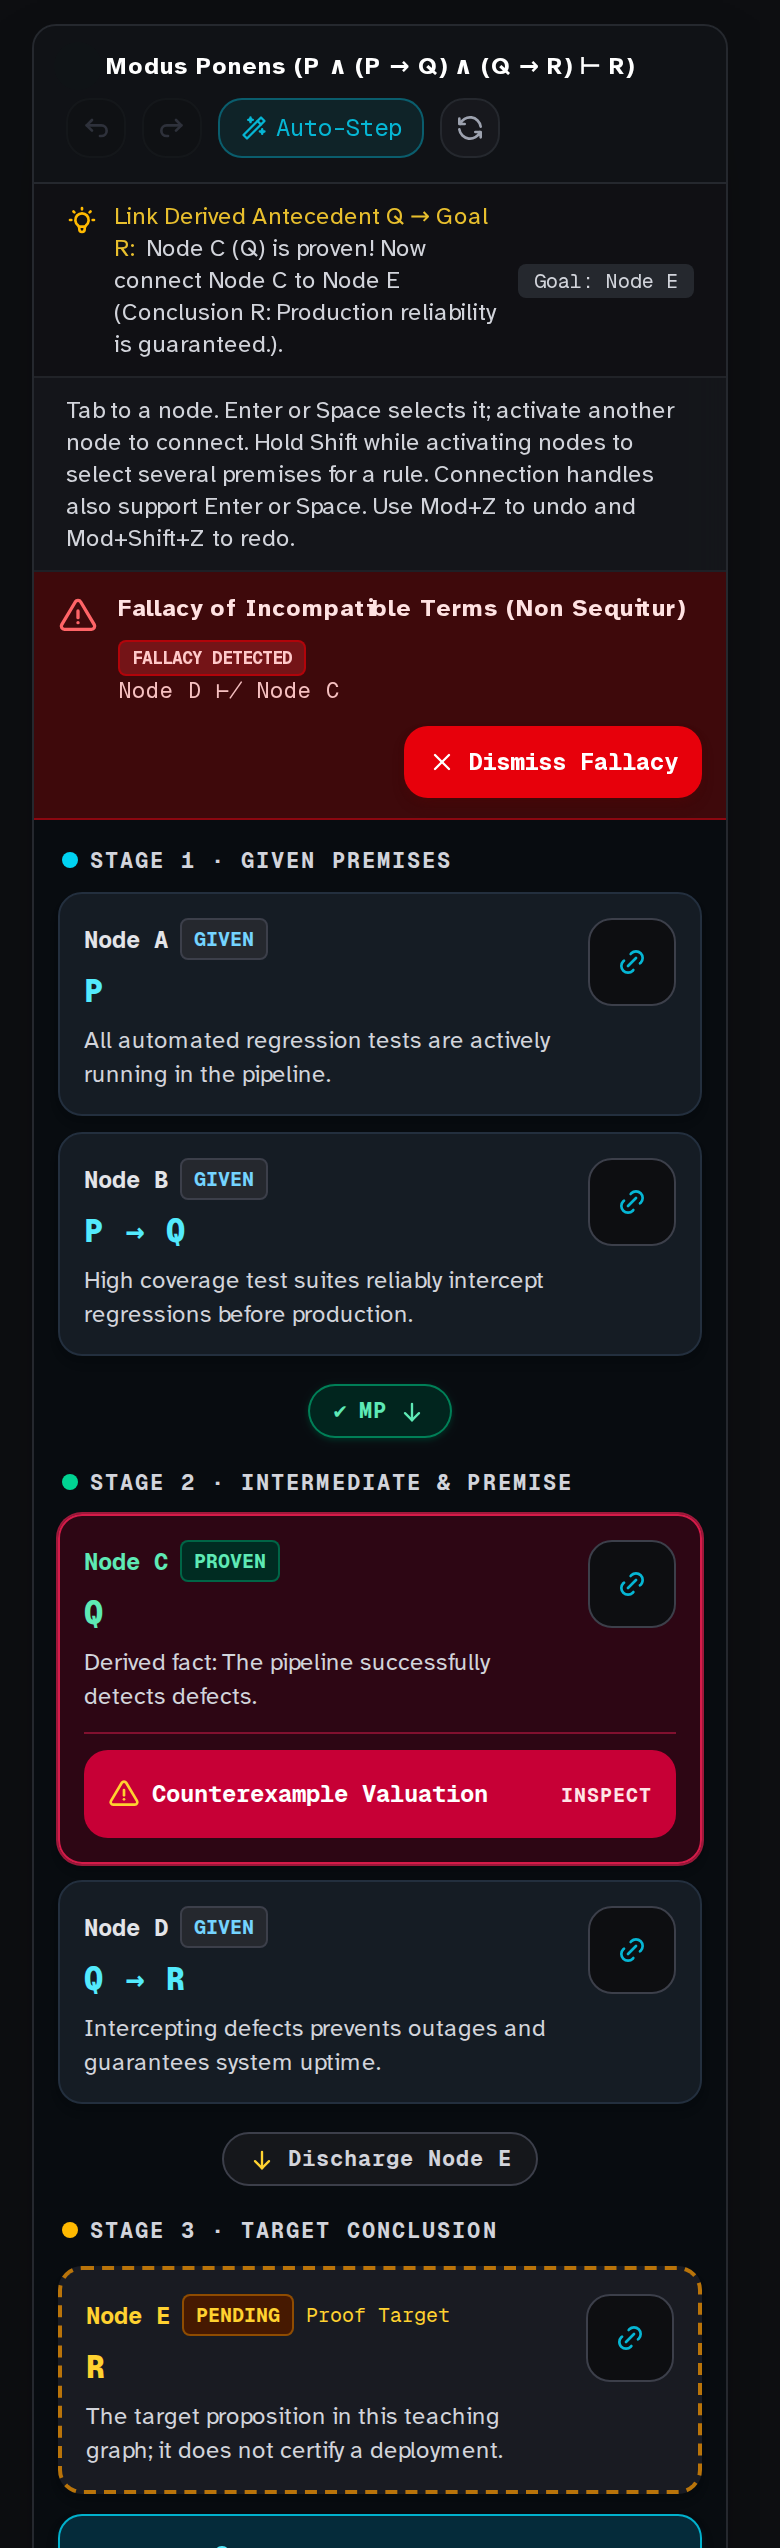 Modus Ponens (P ∧ (P → Q) ∧ (Q → R) ⊢ R)
Auto-Step
Link Derived Antecedent Q → Goal
R: Node C (Q) is proven! Now
connect Node C to Node E
(Conclusion R: Production reliability
is guaranteed.).
Goal: Node E
Tab to a node. Enter or Space selects it; activate another
node to connect. Hold Shift while activating nodes to
select several premises for a rule. Connection handles
also support Enter or Space. Use Mod+Z to undo and
Mod+Shift+Z to redo.
Fallacy of Incompatible Terms (Non Sequitur)
FALLACY DETECTED
Node D ⊢/ Node C
Dismiss Fallacy
STAGE 1 · GIVEN PREMISES
Node A GIVEN
P
All automated regression tests are actively
running in the pipeline.
Node B GIVEN
P → Q
High coverage test suites reliably intercept
regressions before production.
✔ MP ↓
STAGE 2 · INTERMEDIATE & PREMISE
Node C PROVEN
Q
Derived fact: The pipeline successfully
detects defects.
Counterexample Valuation INSPECT
Node D GIVEN
Q → R
Intercepting defects prevents outages and
guarantees system uptime.
↓ Discharge Node E
STAGE 3 · TARGET CONCLUSION
Node E PENDING Proof Target
R
The target proposition in this teaching
graph; it does not certify a deployment.